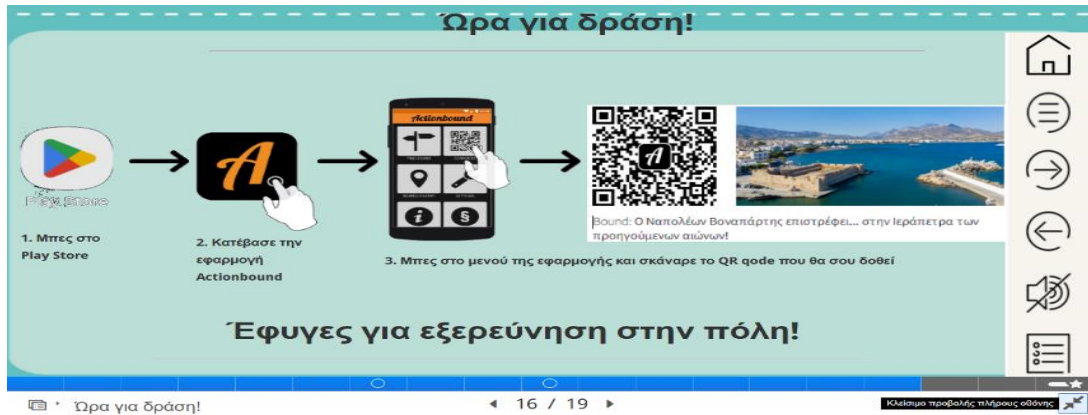 Ώρα για δράση!
Actionbound
Play Store
1. Μπες στο
Play Store
2. Κατέβασε την
εφαρμογή
Actionbound
Bound: Ο Ναπολέων Βοναπάρτης επιστρέφει... στην Ιεράπετρα των
προηγούμενων αιώνων!
3. Μπες στο μενού της εφαρμογής και σκάναρε το QR qode που θα σου δοθεί
Έφυγες για εξερεύνηση στην πόλη!
Ώρα για δράση!
16 / 19
Κλείσιμο προβολής πλήρους οθόνης